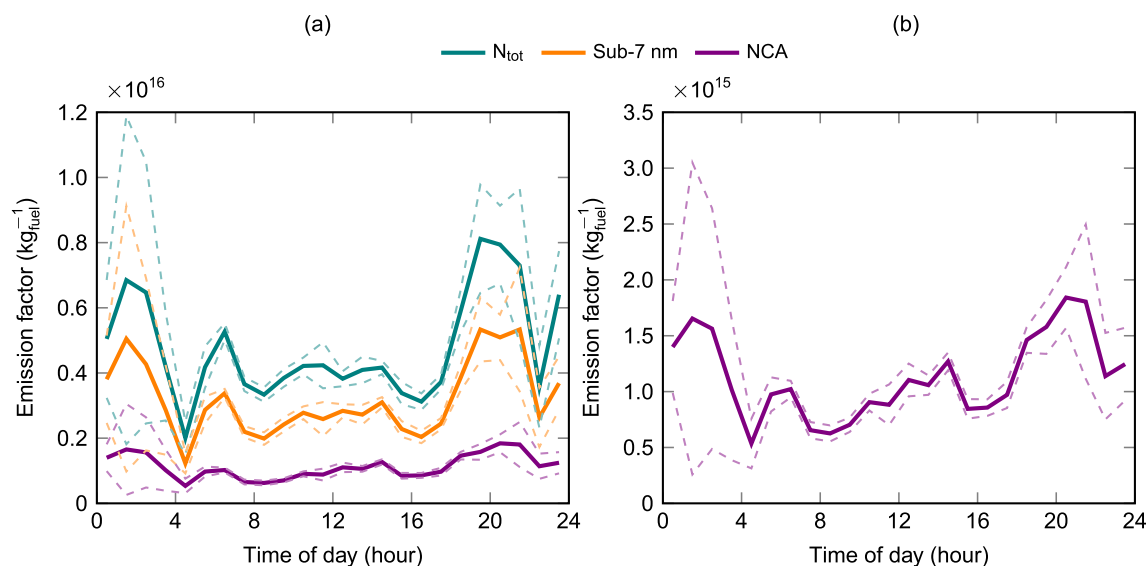 (a) (b)
N_tot Sub-7 nm NCA
×10^16 ×10^15
1.2 3.5
3.0
1.0
2.5
0.8
2.0
0.6
1.5
0.4
1.0
0.2
0.5
0 0
0 4 8 12 16 20 24 0 4 8 12 16 20 24
Time of day (hour) Time of day (hour)
Emission factor (kg_fuel^−1)
Emission factor (kg_fuel^−1)